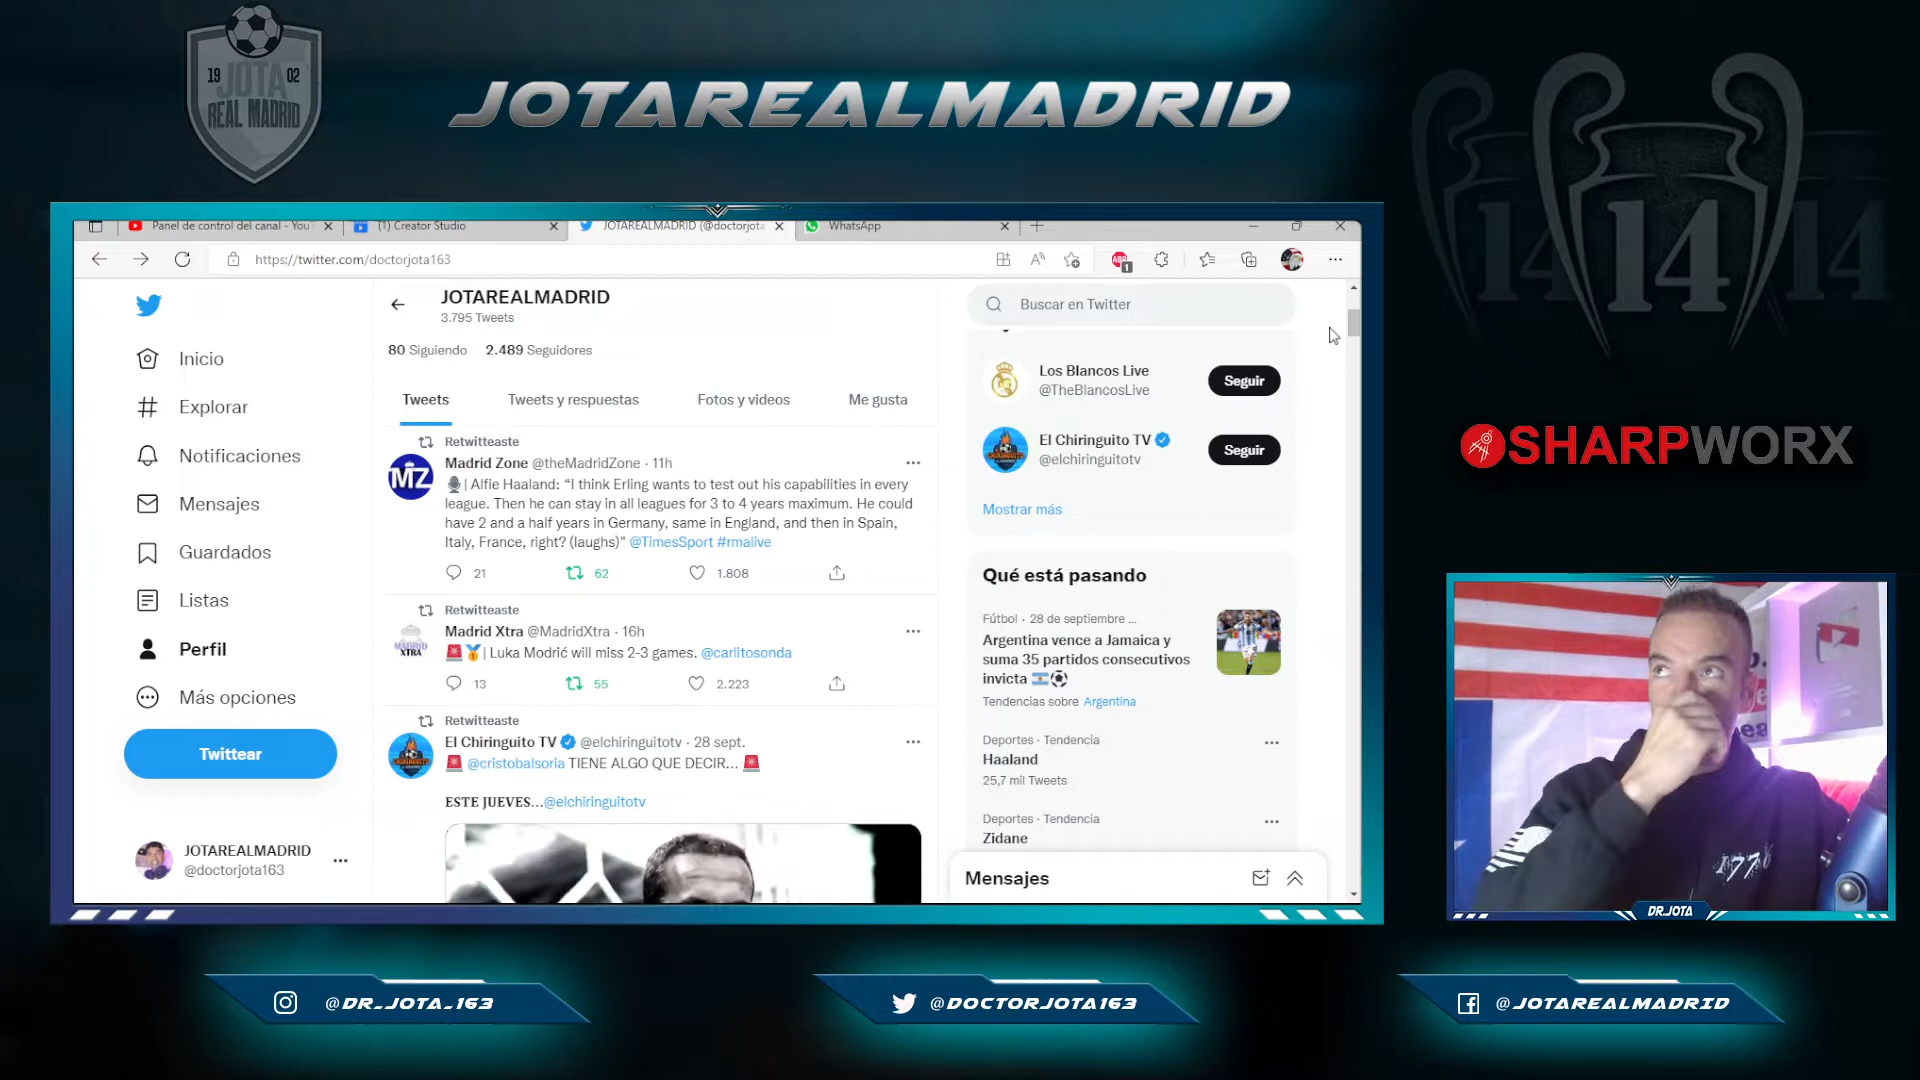 19 02
JOTA
REAL MADRID
JOTAREALMADRID
14 14 14
Panel de control del canal - YouT
(1) Creator Studio
JOTAREALMADRID (@doctorjota
WhatsApp
https://twitter.com/doctorjota163
1
JOTAREALMADRID
3.795 Tweets
80 Siguiendo 2.489 Seguidores
Tweets
Tweets y respuestas
Fotos y videos
Me gusta
Inicio
Explorar
Notificaciones
Mensajes
Guardados
Listas
Perfil
Más opciones
Twittear
JOTAREALMADRID
@doctorjota163
Retwitteaste
MZ
Madrid Zone @theMadridZone · 11h
| Alfie Haaland: “I think Erling wants to test out his capabilities in every
league. Then he can stay in all leagues for 3 to 4 years maximum. He could
have 2 and a half years in Germany, same in England, and then in Spain,
Italy, France, right? (laughs)" @TimesSport #rmalive
21 62 1.808
Retwitteaste
MADRID
XTRA
Madrid Xtra @MadridXtra · 16h
| Luka Modrić will miss 2-3 games. @carlitosonda
13 55 2.223
Retwitteaste
El Chiringuito TV @elchiringuitotv · 28 sept.
@cristobalsoria TIENE ALGO QUE DECIR...
ESTE JUEVES...@elchiringuitotv
Buscar en Twitter
Los Blancos Live
@TheBlancosLive
Seguir
El Chiringuito TV
@elchiringuitotv
Seguir
Mostrar más
Qué está pasando
Fútbol · 28 de septiembre ...
Argentina vence a Jamaica y
suma 35 partidos consecutivos
invicta
Tendencias sobre Argentina
Deportes · Tendencia
Haaland
25,7 mil Tweets
Deportes · Tendencia
Zidane
Mensajes
SHARPWORX
1776
DR.JOTA
@DR_JOTA_163
@DOCTORJOTA163
@JOTAREALMADRID